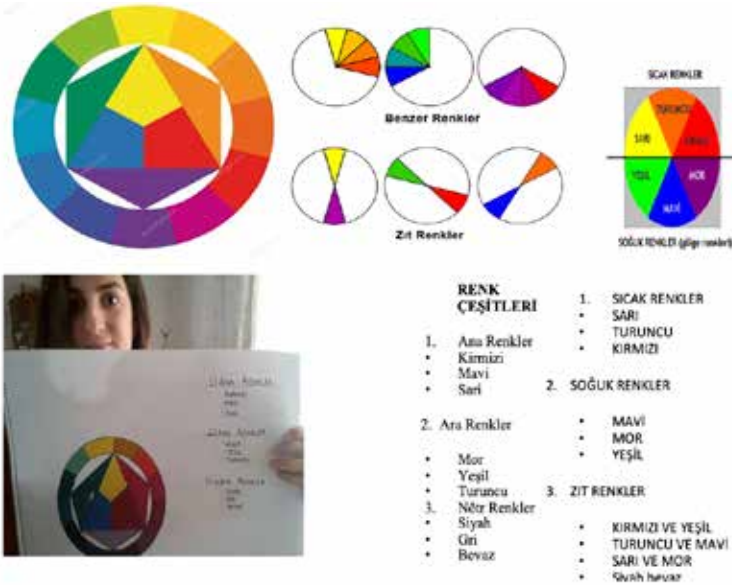 Benzer Renkler
Zıt Renkler
SICAK RENKLER
TURUNCU
SARI
YEŞİL
MOR
MAVİ
SOĞUK RENKLER (gölge renkleri)
RENK
ÇEŞİTLERİ
1. Ana Renkler
• Kirmizi
• Mavi
• Sari
2. Ara Renkler
• Mor
• Yeşil
• Turuncu
3. Nötr Renkler
• Siyah
• Gri
• Beyaz
1. SICAK RENKLER
• SARI
• TURUNCU
• KIRMIZI
2. SOĞUK RENKLER
• MAVİ
• MOR
• YEŞİL
3. ZIT RENKLER
• KIRMIZI VE YEŞİL
• TURUNCU VE MAVİ
• SARI VE MOR
• Siyah beyaz